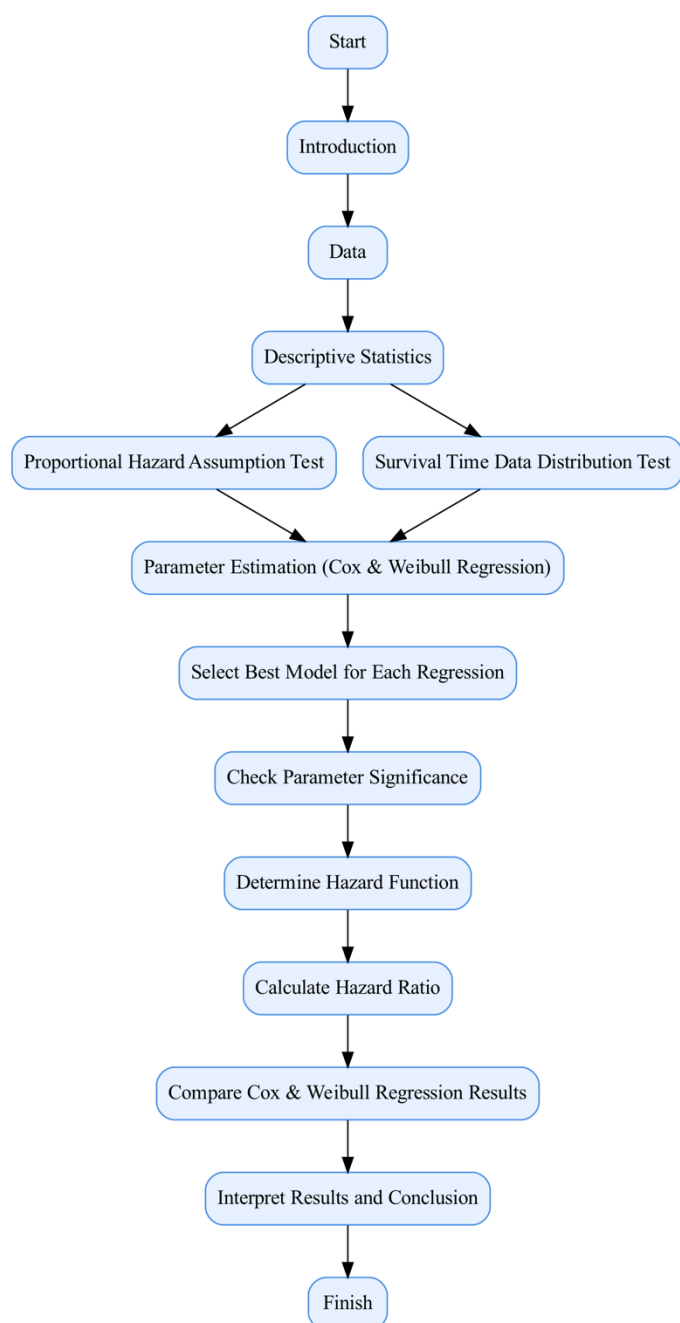 Start
Introduction
Data
Descriptive Statistics
Proportional Hazard Assumption Test
Survival Time Data Distribution Test
Parameter Estimation (Cox & Weibull Regression)
Select Best Model for Each Regression
Check Parameter Significance
Determine Hazard Function
Calculate Hazard Ratio
Compare Cox & Weibull Regression Results
Interpret Results and Conclusion
Finish